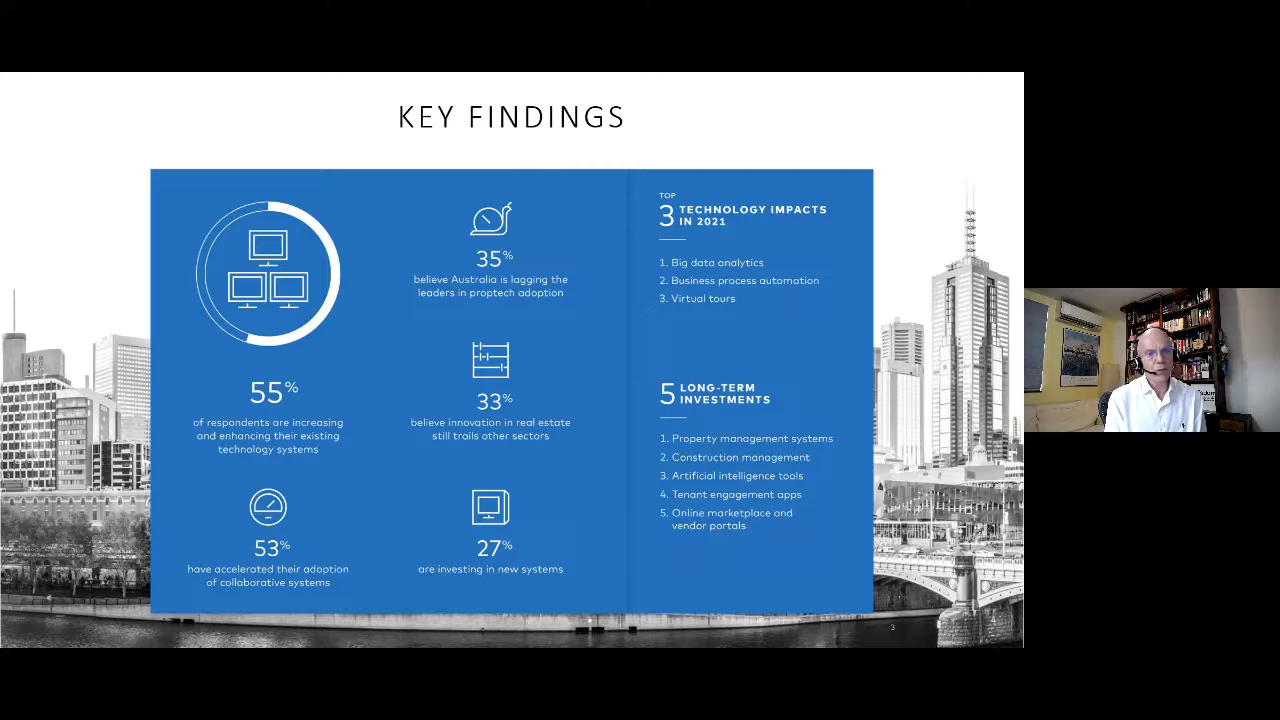 KEY FINDINGS
55%
of respondents are increasing
and enhancing their existing
technology systems
53%
have accelerated their adoption
of collaborative systems
35%
believe Australia is lagging the
leaders in proptech adoption
33%
believe innovation in real estate
still trails other sectors
27%
are investing in new systems
TOP
3 TECHNOLOGY IMPACTS
IN 2021
1. Big data analytics
2. Business process automation
3. Virtual tours
5 LONG-TERM
INVESTMENTS
1. Property management systems
2. Construction management
3. Artificial intelligence tools
4. Tenant engagement apps
5. Online marketplace and
vendor portals
3
4